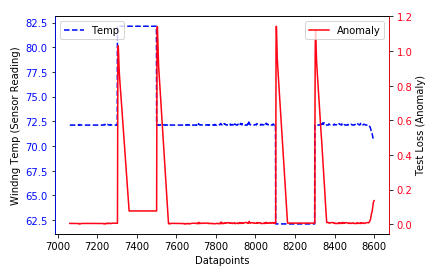 Temp
Anomaly
82.5
80.0
77.5
75.0
72.5
70.0
67.5
65.0
62.5
1.2
1.0
0.8
0.6
0.4
0.2
0.0
Windng Temp (Sensor Reading)
Test Loss (Anomaly)
7000 7200 7400 7600 7800 8000 8200 8400 8600
Datapoints